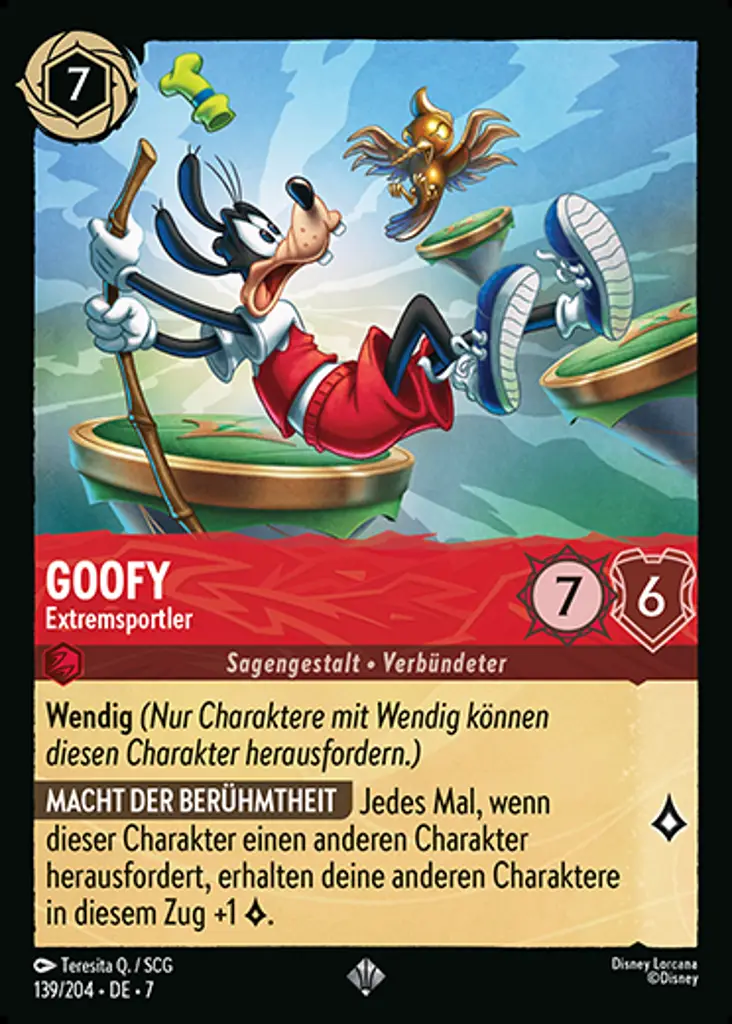 7
GOOFY
Extremsportler
7
6
Sagengestalt • Verbündeter
Wendig (Nur Charaktere mit Wendig können
diesen Charakter herausfordern.)
MACHT DER BERÜHMTHEIT Jedes Mal, wenn
dieser Charakter einen anderen Charakter
herausfordert, erhalten deine anderen Charaktere
in diesem Zug +1 .
Teresita Q. / SCG
139/204 • DE • 7
Disney Lorcana
©Disney